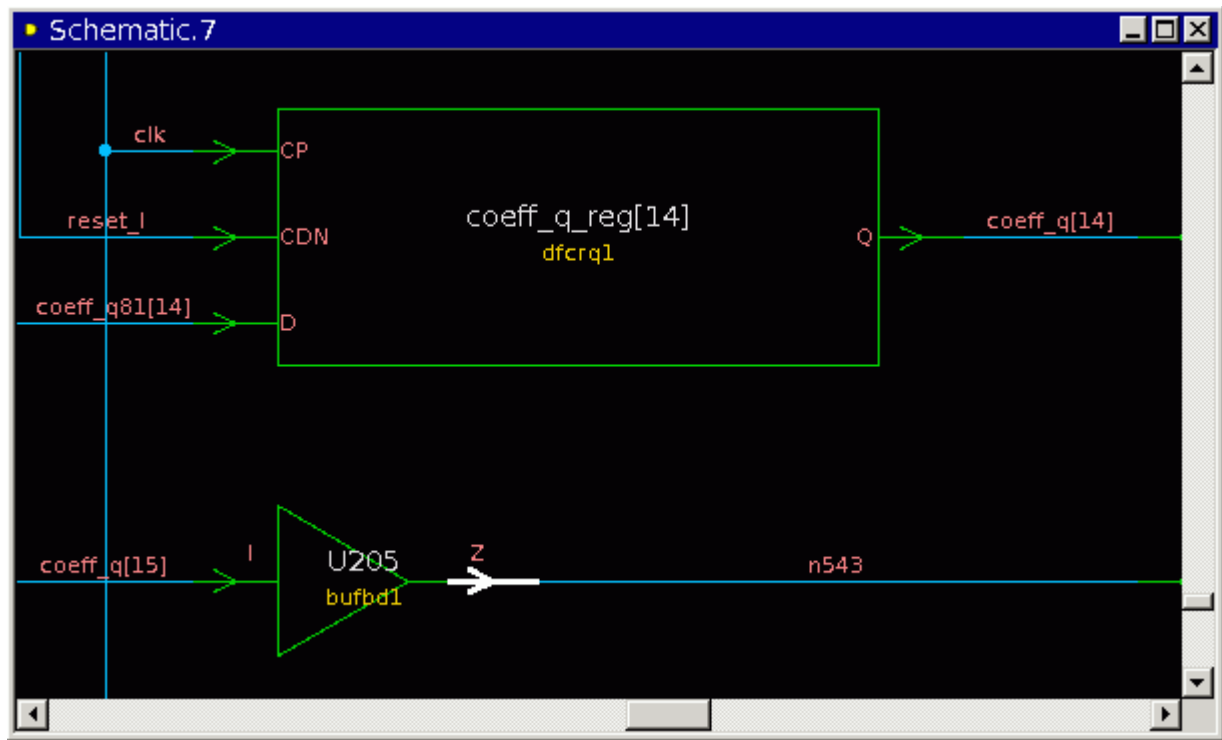 Schematic.7
clk
CP
reset_l
CDN
coeff_q_reg[14]
dfcrq1
Q
coeff_q[14]
coeff_q81[14]
D
coeff_q[15]
I
U205
bufbd1
Z
n543